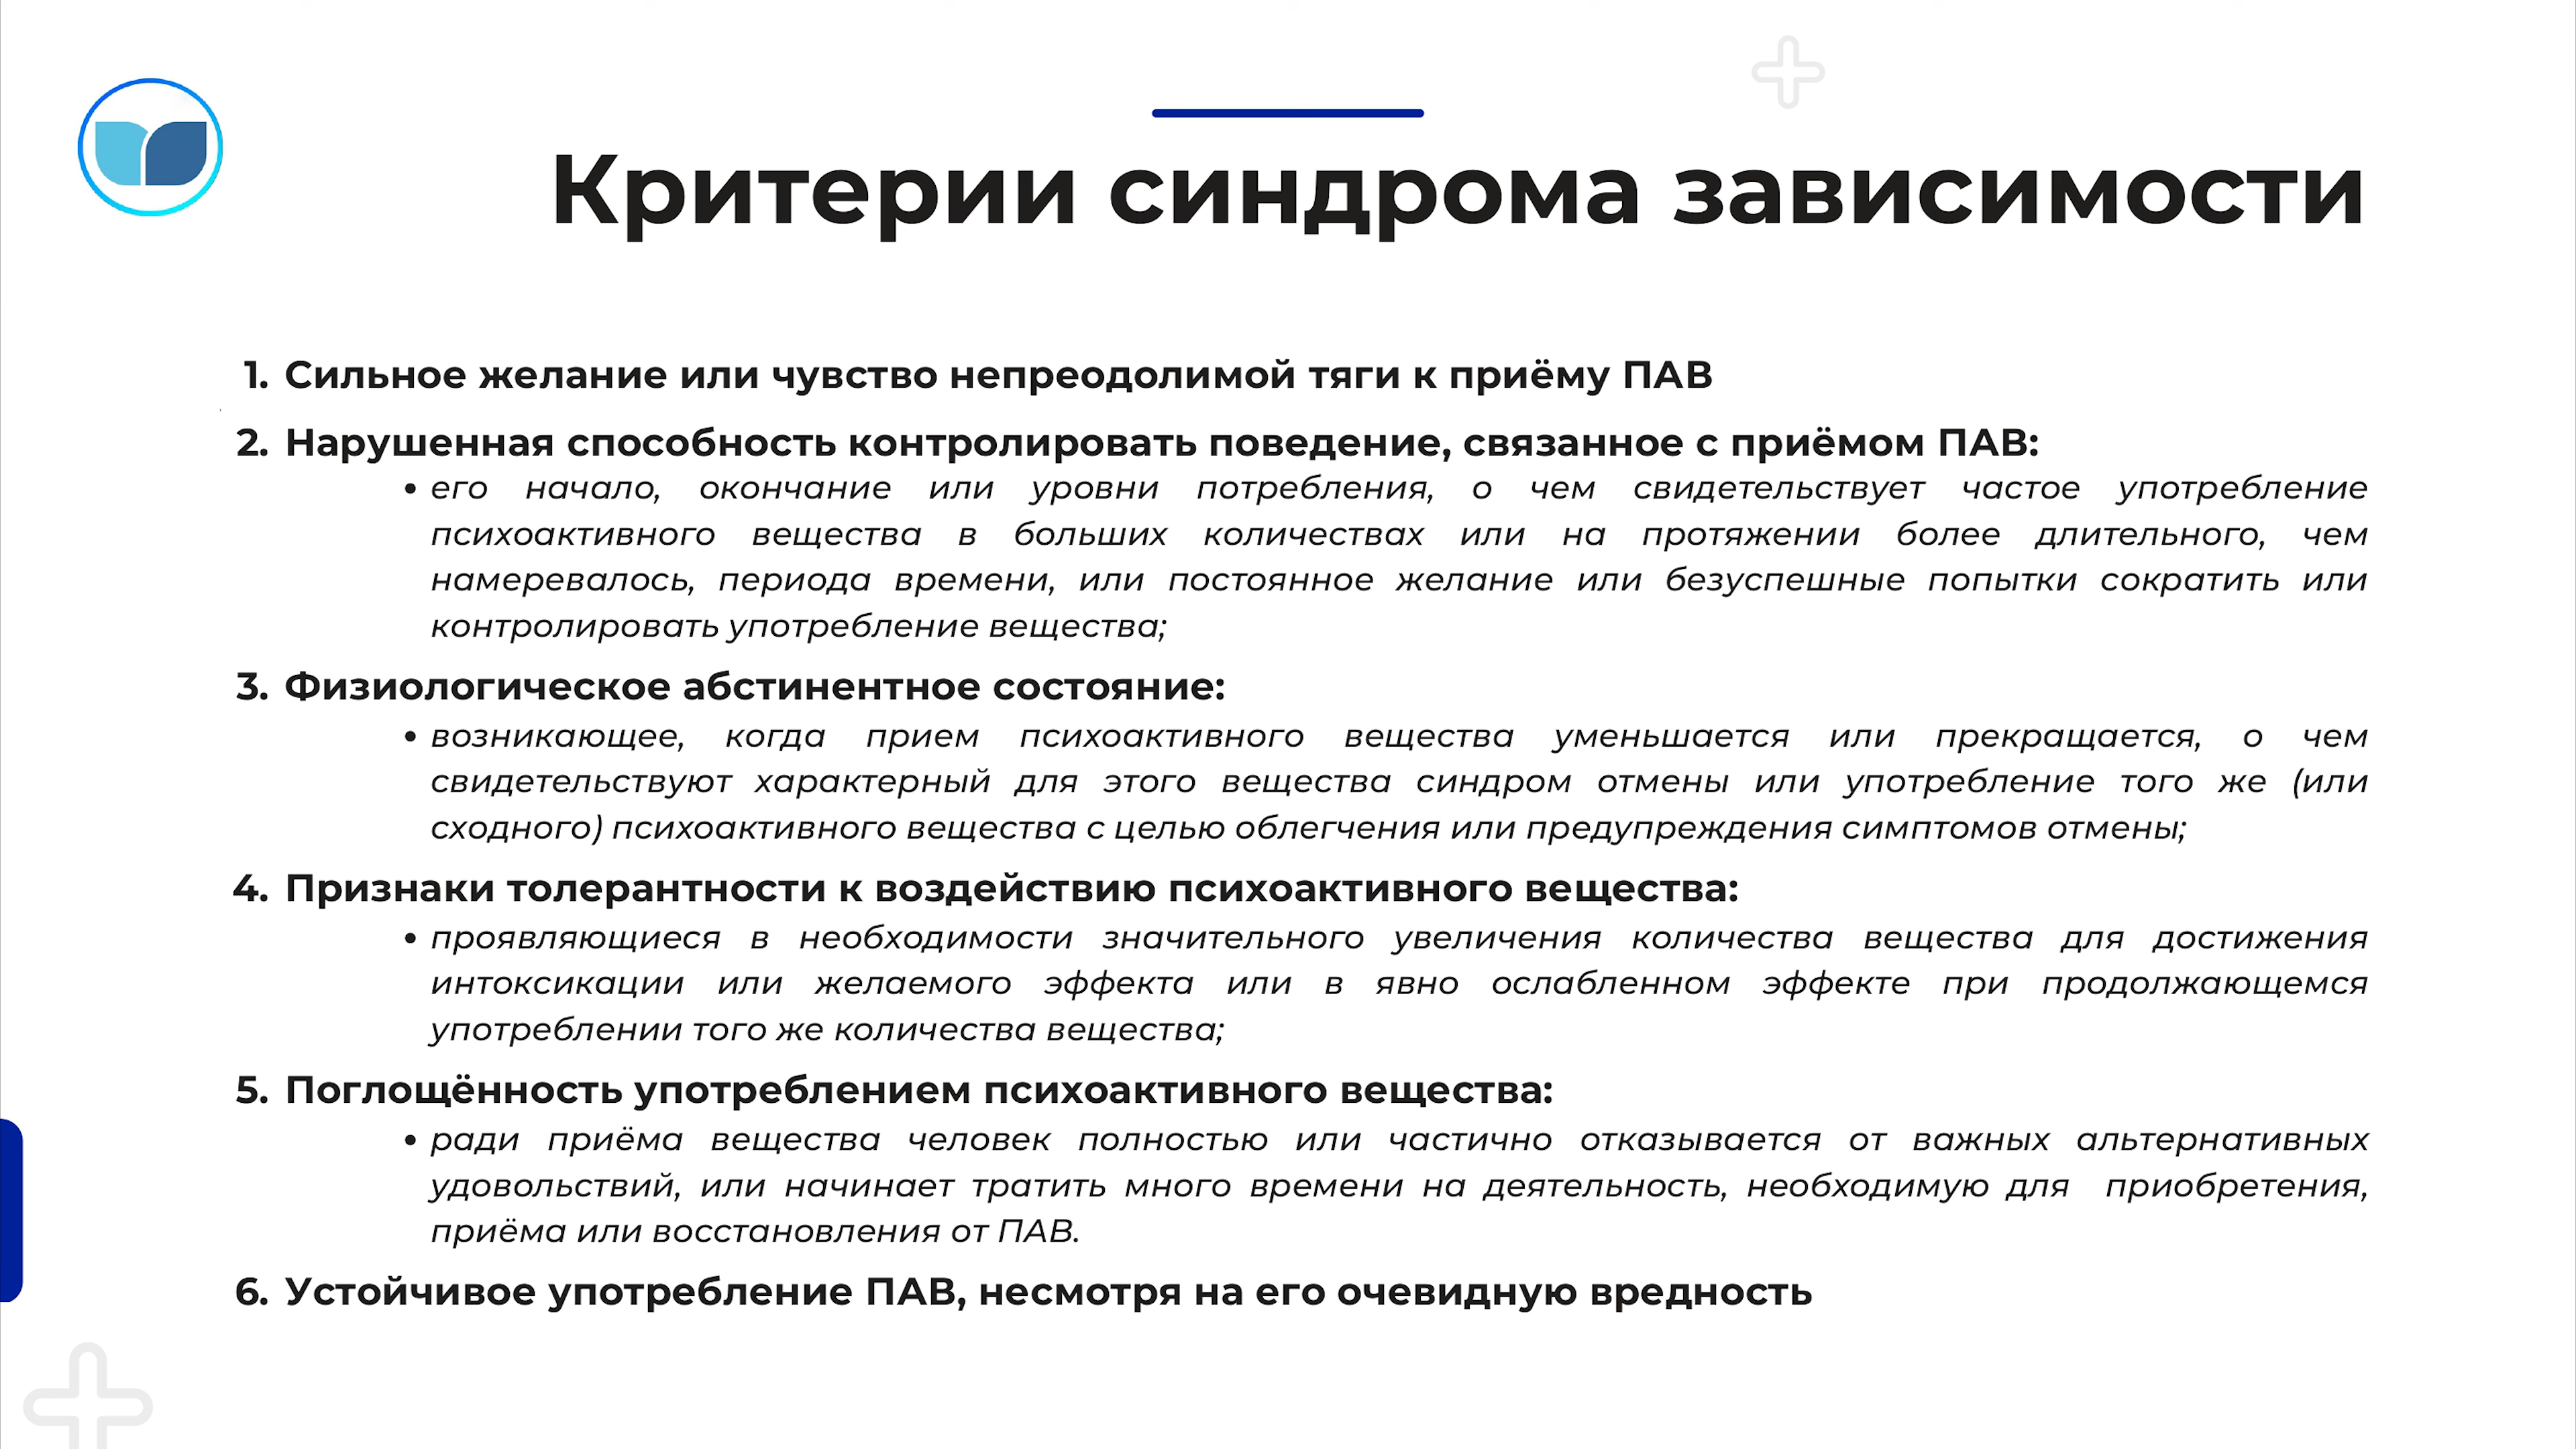 Критерии синдрома зависимости
1. Сильное желание или чувство непреодолимой тяги к приёму ПАВ
2. Нарушенная способность контролировать поведение, связанное с приёмом ПАВ:
• его начало, окончание или уровни потребления, о чем свидетельствует частое употребление
психоактивного вещества в больших количествах или на протяжении более длительного, чем
намеревалось, периода времени, или постоянное желание или безуспешные попытки сократить или
контролировать употребление вещества;
3. Физиологическое абстинентное состояние:
• возникающее, когда прием психоактивного вещества уменьшается или прекращается, о чем
свидетельствуют характерный для этого вещества синдром отмены или употребление того же (или
сходного) психоактивного вещества с целью облегчения или предупреждения симптомов отмены;
4. Признаки толерантности к воздействию психоактивного вещества:
• проявляющиеся в необходимости значительного увеличения количества вещества для достижения
интоксикации или желаемого эффекта или в явно ослабленном эффекте при продолжающемся
употреблении того же количества вещества;
5. Поглощённость употреблением психоактивного вещества:
• ради приёма вещества человек полностью или частично отказывается от важных альтернативных
удовольствий, или начинает тратить много времени на деятельность, необходимую для приобретения,
приёма или восстановления от ПАВ.
6. Устойчивое употребление ПАВ, несмотря на его очевидную вредность